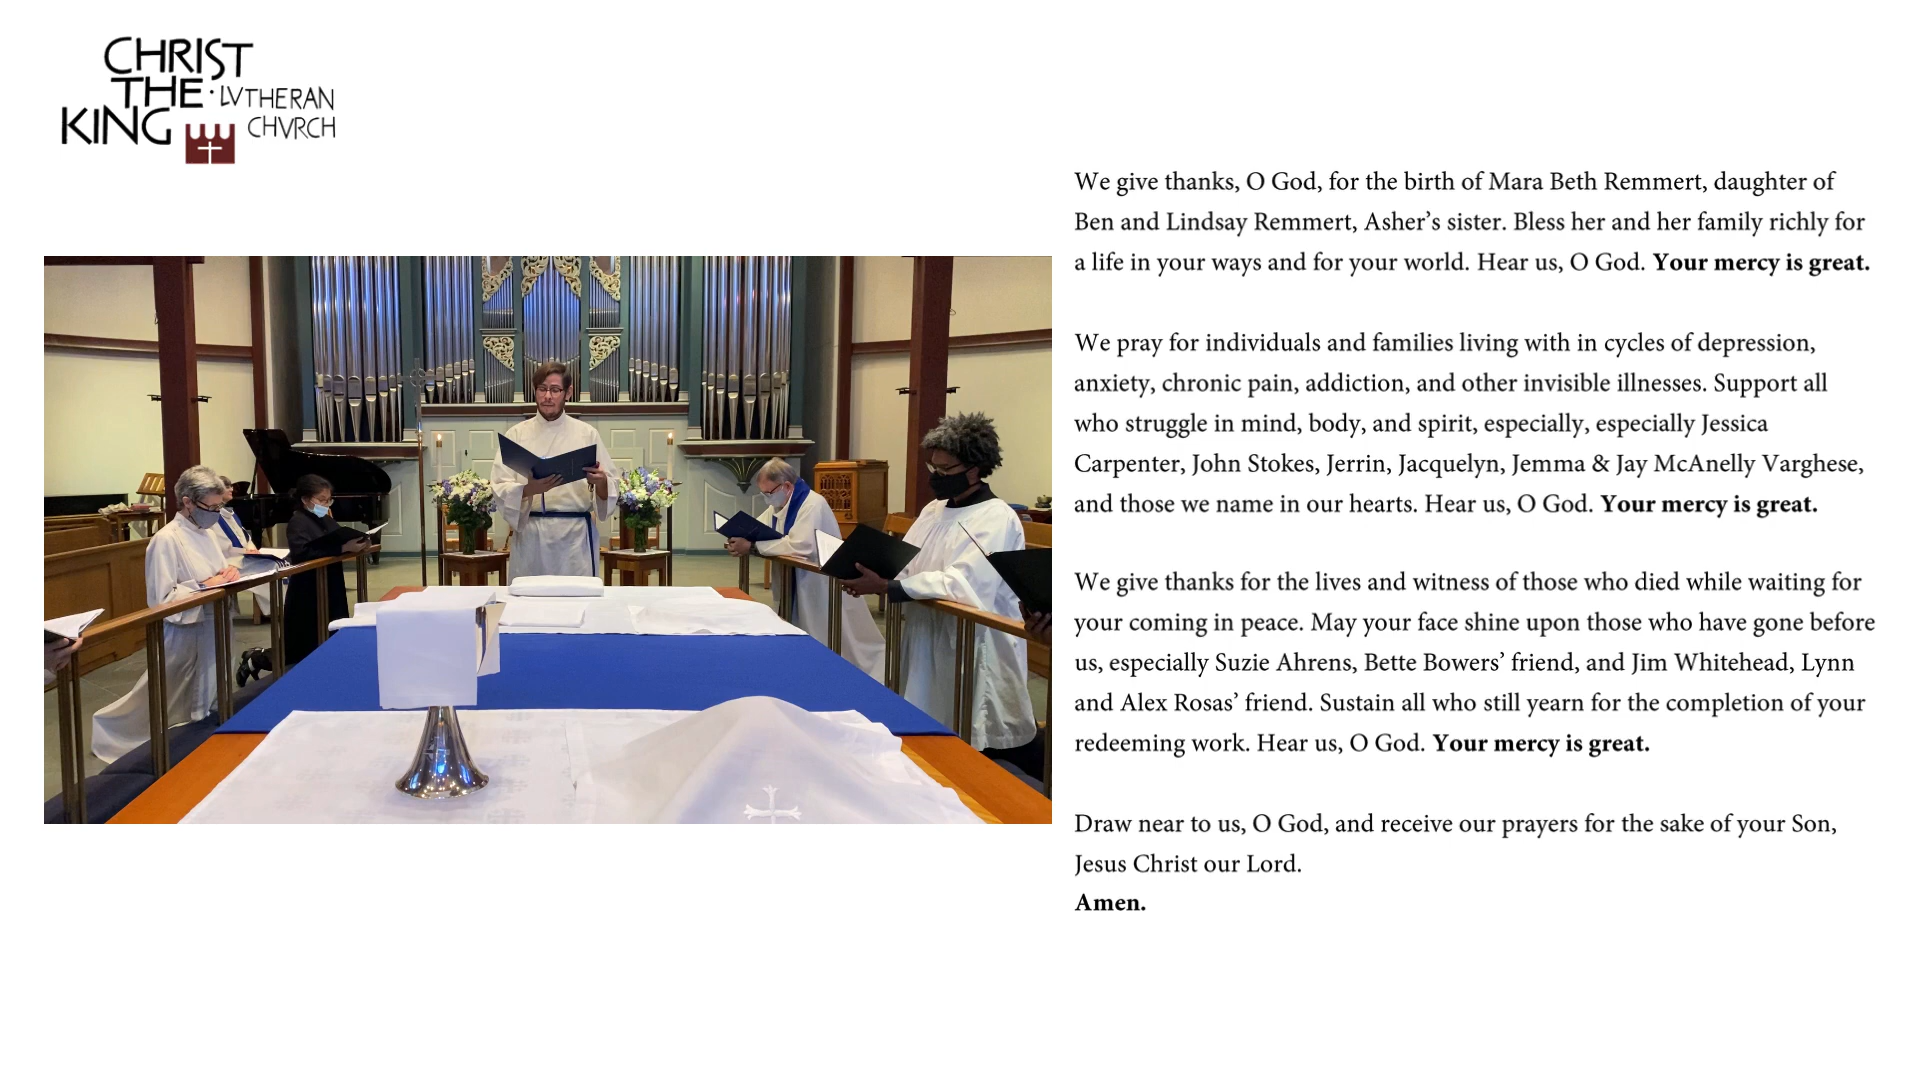 CHRIST
THE · LVTHERAN
KING CHVRCH
We give thanks, O God, for the birth of Mara Beth Remmert, daughter of
Ben and Lindsay Remmert, Asher’s sister. Bless her and her family richly for
a life in your ways and for your world. Hear us, O God. Your mercy is great.
We pray for individuals and families living with in cycles of depression,
anxiety, chronic pain, addiction, and other invisible illnesses. Support all
who struggle in mind, body, and spirit, especially, especially Jessica
Carpenter, John Stokes, Jerrin, Jacquelyn, Jemma & Jay McAnelly Varghese,
and those we name in our hearts. Hear us, O God. Your mercy is great.
We give thanks for the lives and witness of those who died while waiting for
your coming in peace. May your face shine upon those who have gone before
us, especially Suzie Ahrens, Bette Bowers’ friend, and Jim Whitehead, Lynn
and Alex Rosas’ friend. Sustain all who still yearn for the completion of your
redeeming work. Hear us, O God. Your mercy is great.
Draw near to us, O God, and receive our prayers for the sake of your Son,
Jesus Christ our Lord.
Amen.